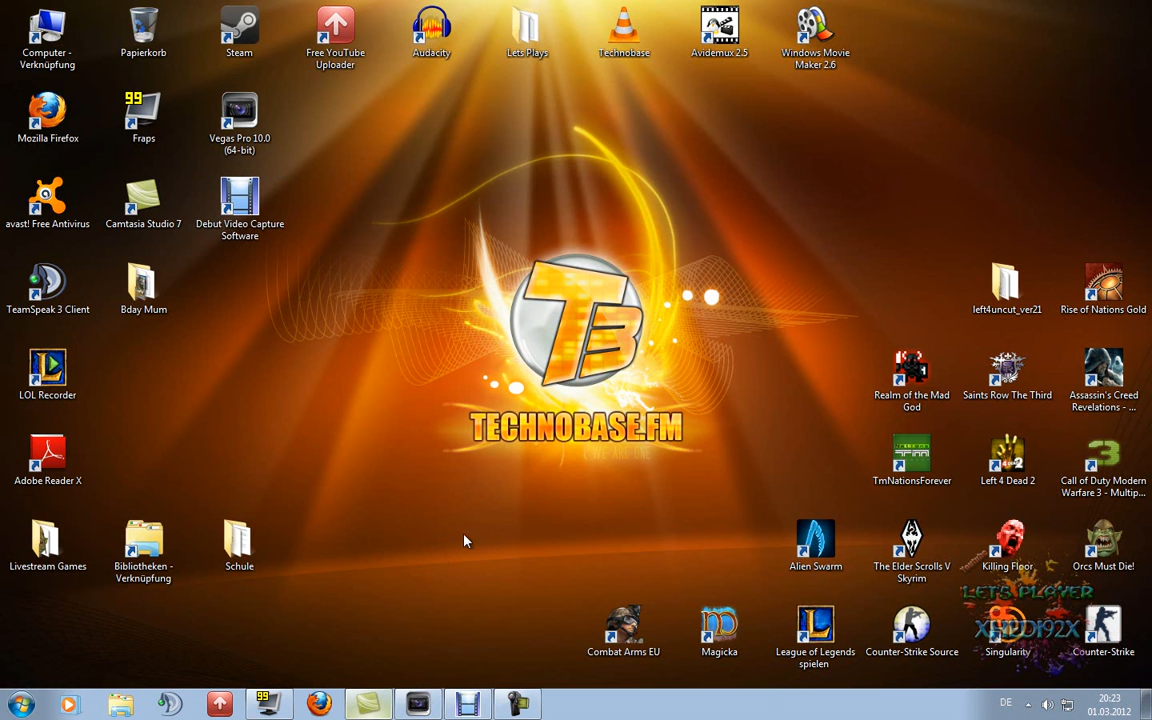 Computer -
Verknüpfung
Papierkorb
Steam
Free YouTube
Uploader
Audacity
Lets Plays
Technobase
Avidemux 2.5
Windows Movie
Maker 2.6
Mozilla Firefox
99
Fraps
Vegas Pro 10.0
(64-bit)
avast! Free Antivirus
Camtasia Studio 7
Debut Video Capture
Software
TeamSpeak 3 Client
Bday Mum
left4uncut_ver21
Rise of Nations Gold
TB
LOL Recorder
Realm of the Mad
God
Saints Row The Third
Assassin's Creed
Revelations - ...
TECHNOBASE.FM
WE ARE ONE
Adobe Reader X
TmNationsForever
Left 4 Dead 2
Call of Duty Modern
Warfare 3 - Multip...
Livestream Games
Bibliotheken -
Verknüpfung
Schule
Alien Swarm
The Elder Scrolls V
Skyrim
Killing Floor
Orcs Must Die!
LETS PLAYER
Combat Arms EU
Magicka
League of Legends
spielen
Counter-Strike Source
Singularity
Counter-Strike
99
DE
20:23
01.03.2012